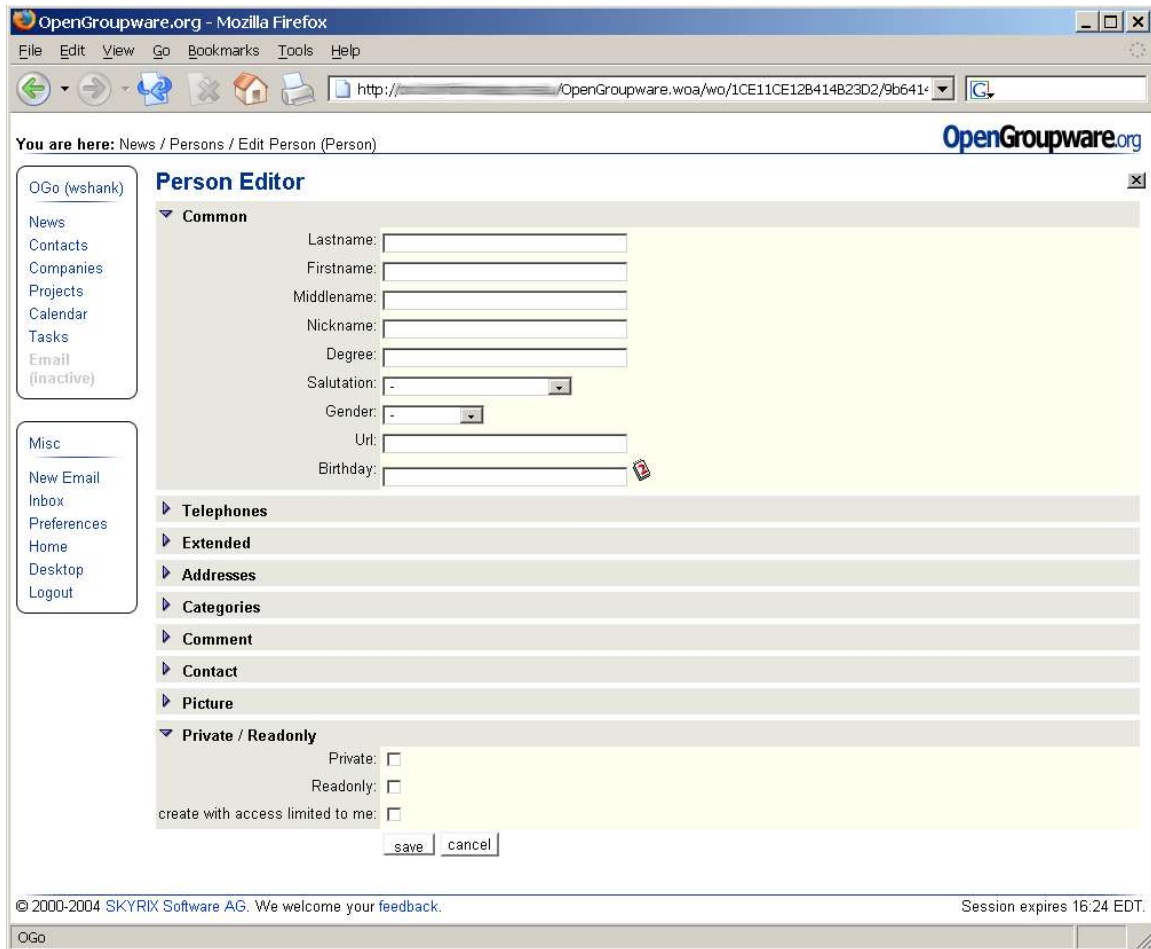 OpenGroupware.org - Mozilla Firefox
File Edit View Go Bookmarks Tools Help
http:// /OpenGroupware.woa/wo/1CE11CE12B414B23D2/9b641 G
You are here: News / Persons / Edit Person (Person)
OpenGroupware.org
OGo (wshank)
News
Contacts
Companies
Projects
Calendar
Tasks
Email
(inactive)
Misc
New Email
Inbox
Preferences
Home
Desktop
Logout
Person Editor
Common
Lastname:
Firstname:
Middlename:
Nickname:
Degree:
Salutation: -
Gender: -
Url:
Birthday:
Telephones
Extended
Addresses
Categories
Comment
Contact
Picture
Private / Readonly
Private:
Readonly:
create with access limited to me:
save cancel
© 2000-2004 SKYRIX Software AG. We welcome your feedback.
Session expires 16:24 EDT.
OGo